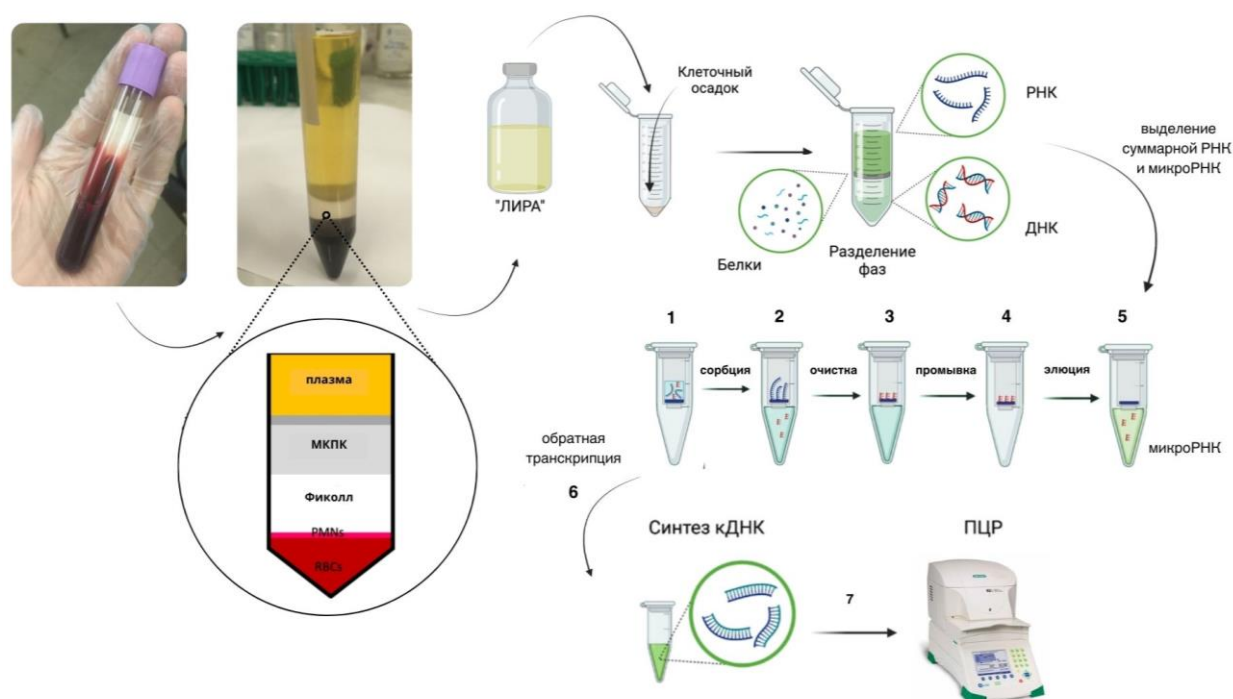 "ЛИРА"
Клеточный
осадок
Белки
Разделение
фаз
РНК
ДНК
выделение
суммарной РНК
и микроРНК
плазма
МКПК
Фиколл
PMNs
RBCs
1
2
3
4
5
сорбция
очистка
промывка
элюция
микроРНК
обратная
транскрипция
6
Синтез кДНК
7
ПЦР